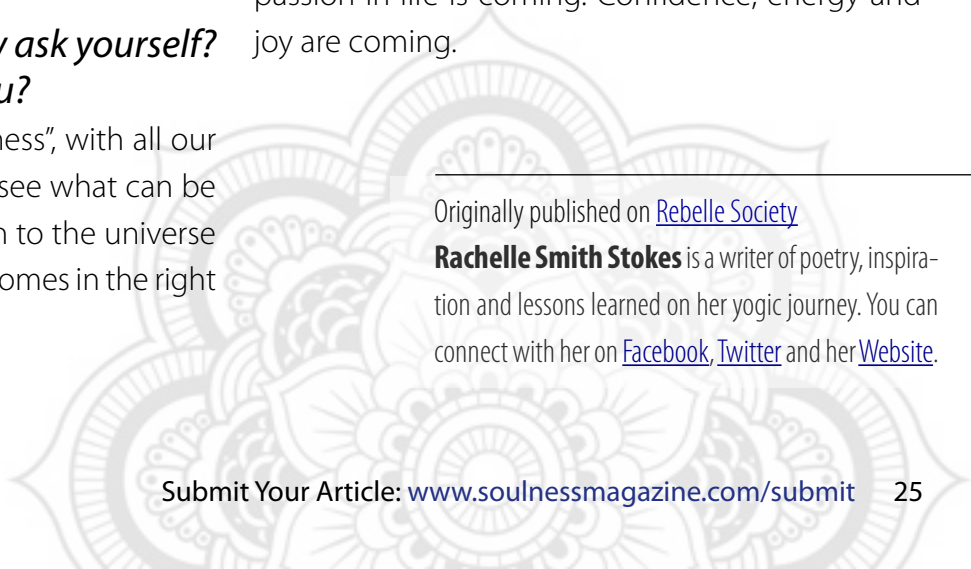 y ask yourself?
u?
ness", with all our
see what can be
n to the universe
omes in the right
passion in life is coming. Confidence, energy and
joy are coming.
Originally published on Rebelle Society
Rachelle Smith Stokes is a writer of poetry, inspira-
tion and lessons learned on her yogic journey. You can
connect with her on Facebook, Twitter and her Website.
Submit Your Article: www.soulnessmagazine.com/submit 25